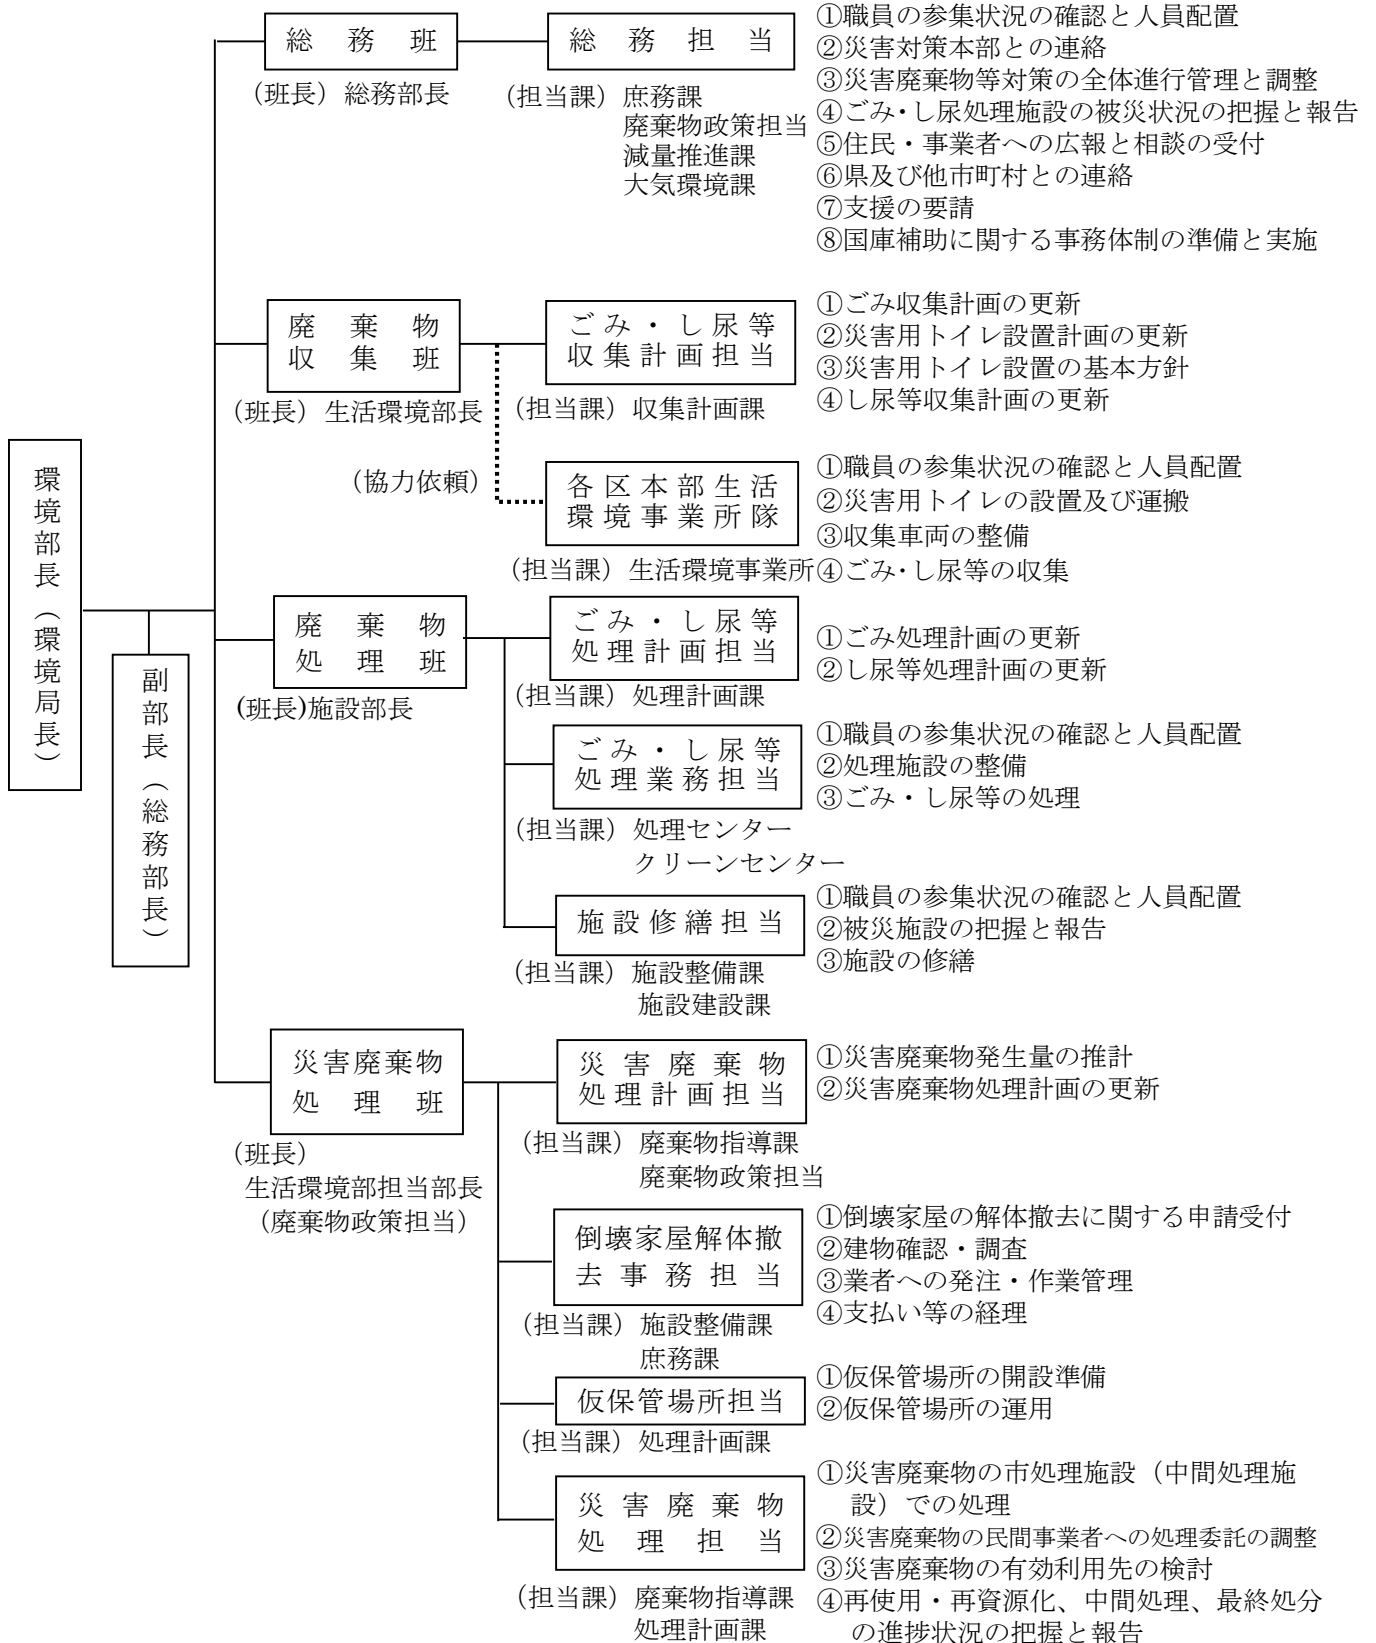 総務班
(班長）総務部長
総務担当
（担当課）庶務課
廃棄物政策担当
減量推進課
大気環境課
①職員の参集状況の確認と人員配置
②災害対策本部との連絡
③災害廃棄物等対策の全体進行管理と調整
④ごみ･し尿処理施設の被災状況の把握と報告
⑤住民・事業者への広報と相談の受付
⑥県及び他市町村との連絡
⑦支援の要請
⑧国庫補助に関する事務体制の準備と実施
廃棄物
収集班
（班長）生活環境部長
ごみ・し尿等
収集計画担当
（担当課）収集計画課
①ごみ収集計画の更新
②災害用トイレ設置計画の更新
③災害用トイレ設置の基本方針
④し尿等収集計画の更新
（協力依頼）
各区本部生活
環境事業所隊
（担当課）生活環境事業所
①職員の参集状況の確認と人員配置
②災害用トイレの設置及び運搬
③収集車両の整備
④ごみ･し尿等の収集
環境部長（環境局長）
副部長（総務部長）
廃棄物
処理班
(班長)施設部長
ごみ・し尿等
処理計画担当
（担当課）処理計画課
①ごみ処理計画の更新
②し尿等処理計画の更新
ごみ・し尿等
処理業務担当
（担当課）処理センター
クリーンセンター
①職員の参集状況の確認と人員配置
②処理施設の整備
③ごみ・し尿等の処理
施設修繕担当
（担当課）施設整備課
施設建設課
①職員の参集状況の確認と人員配置
②被災施設の把握と報告
③施設の修繕
災害廃棄物
処理班
（班長）
生活環境部担当部長
（廃棄物政策担当）
災害廃棄物
処理計画担当
（担当課）廃棄物指導課
廃棄物政策担当
①災害廃棄物発生量の推計
②災害廃棄物処理計画の更新
倒壊家屋解体撤
去事務担当
（担当課）施設整備課
庶務課
①倒壊家屋の解体撤去に関する申請受付
②建物確認・調査
③業者への発注・作業管理
④支払い等の経理
仮保管場所担当
（担当課）処理計画課
①仮保管場所の開設準備
②仮保管場所の運用
災害廃棄物
処理担当
（担当課）廃棄物指導課
処理計画課
①災害廃棄物の市処理施設（中間処理施
設）での処理
②災害廃棄物の民間事業者への処理委託の調整
③災害廃棄物の有効利用先の検討
④再使用・再資源化、中間処理、最終処分
の進捗状況の把握と報告